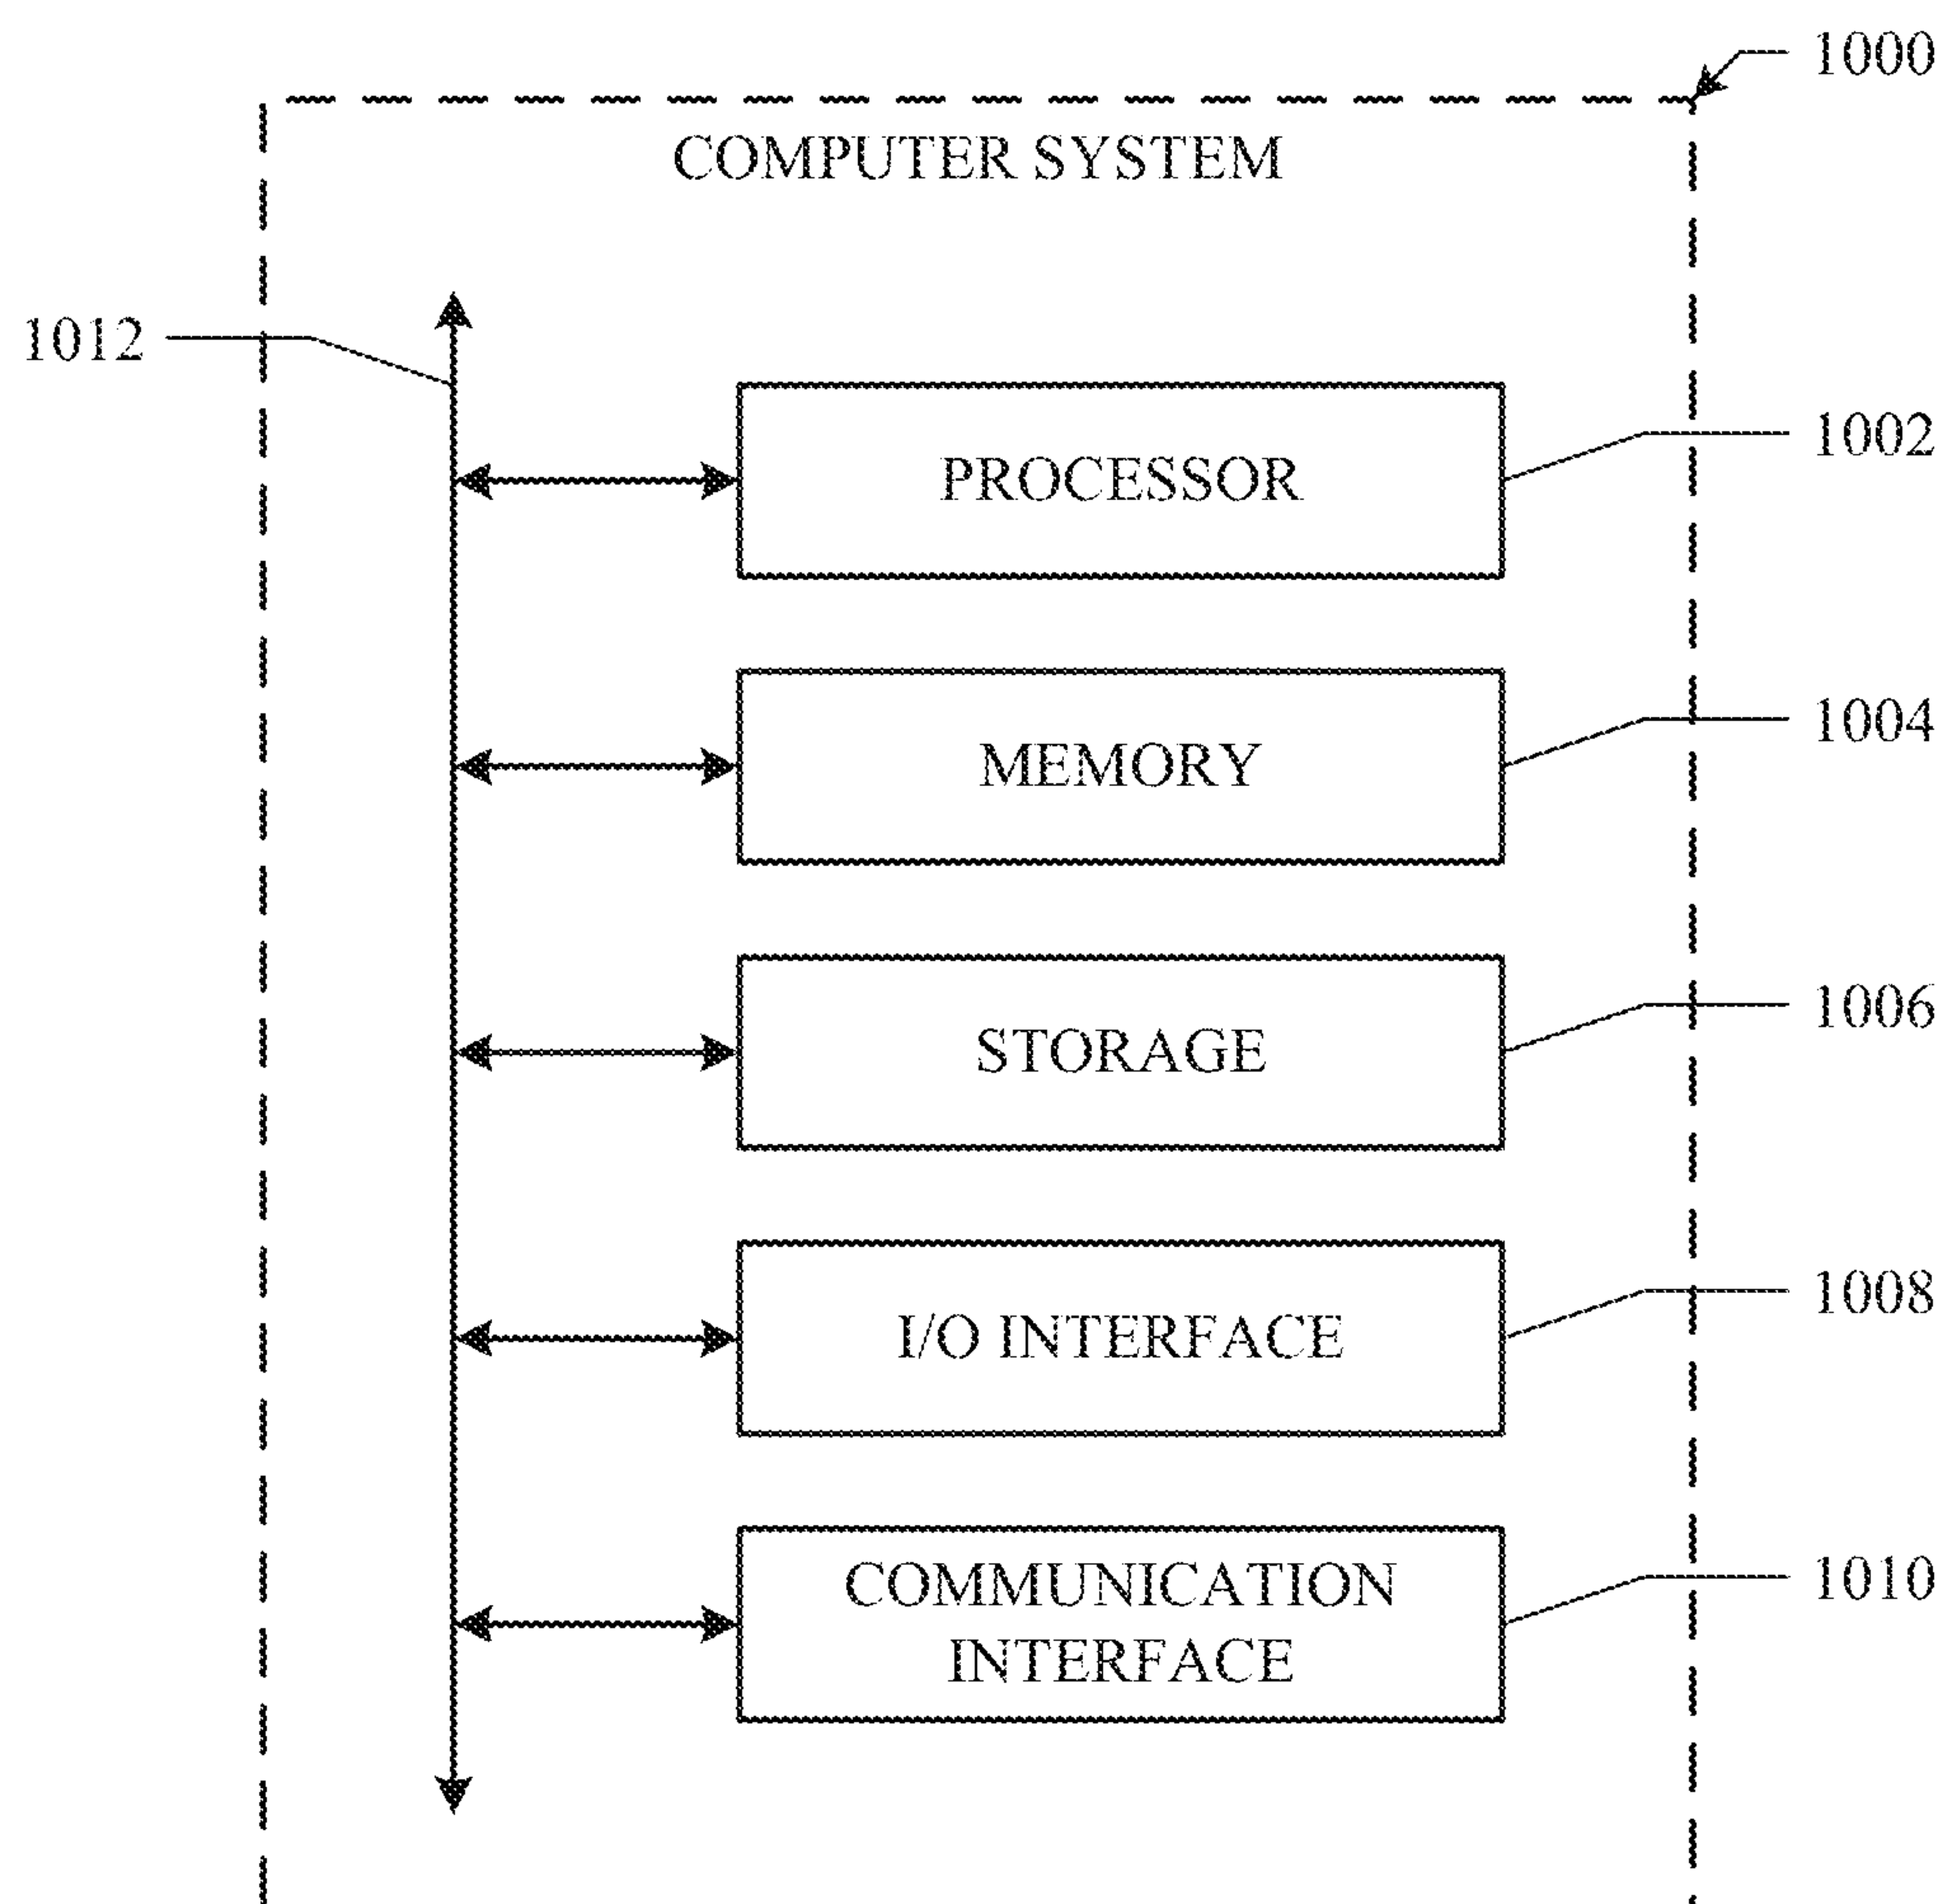 1000
COMPUTER SYSTEM
1012
PROCESSOR
1002
MEMORY
1004
STORAGE
1006
I/O INTERFACE
1008
COMMUNICATION
INTERFACE
1010